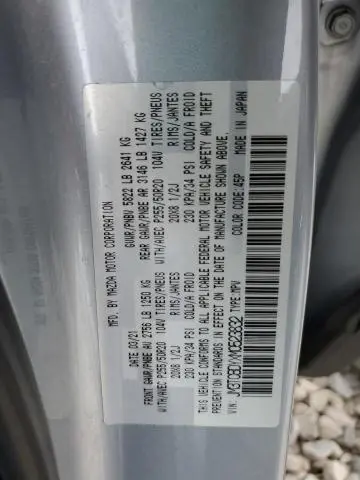 MFD. BY MAZDA MOTOR CORPORATION
DATE 03/21 GVWR/PNBV 5822 LB 2641 KG
FRONT GAWR/PNBE AV 2756 LB 1250 KG REAR GAWR/PNBE AR 3146 LB 1427 KG
WITH/AVEC P255/50R20 104V TIRES/PNEUS WITH/AVEC P255/50R20 104V TIRES/PNEUS
20X8 1/2J RIMS/JANTES 20X8 1/2J RIMS/JANTES
230 KPA/34 PSI COLD/A FROID 230 KPA/34 PSI COLD/A FROID
THIS VEHICLE CONFORMS TO ALL APPLICABLE FEDERAL MOTOR VEHICLE SAFETY AND THEFT
PREVENTION STANDARDS IN EFFECT ON THE DATE OF MANUFACTURE SHOWN ABOVE.
VIN: TYPE: MPV COLOR CODE: 45P MADE IN JAPAN